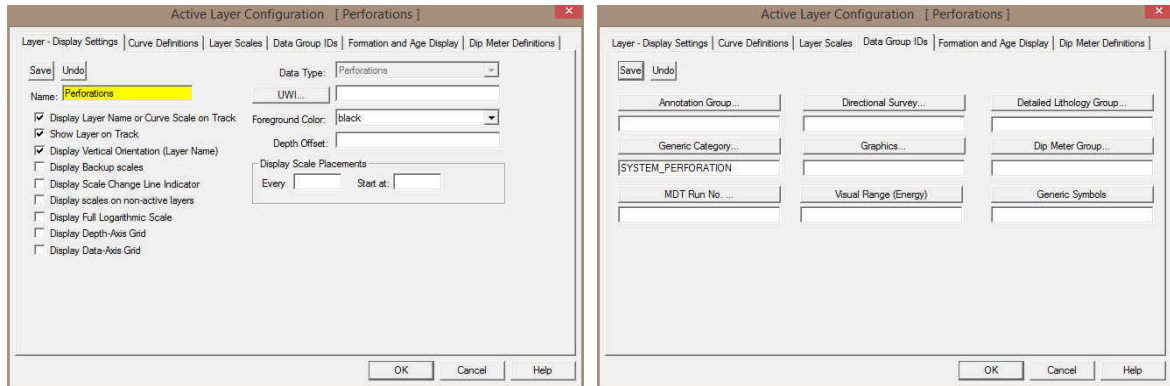 Active Layer Configuration [ Perforations ]
Layer - Display Settings Curve Definitions Layer Scales Data Group IDs Formation and Age Display Dip Meter Definitions
Save Undo
Name: Perforations
Display Layer Name or Curve Scale on Track
Show Layer on Track
Display Vertical Orientation (Layer Name)
Display Backup scales
Display Scale Change Line Indicator
Display scales on non-active layers
Display Full Logarithmic Scale
Display Depth-Axis Grid
Display Data-Axis Grid
Data Type: Perforations
UWI...
Foreground Color: black
Depth Offset:
Display Scale Placements
Every Start at:
OK Cancel Help
Active Layer Configuration [ Perforations ]
Layer - Display Settings Curve Definitions Layer Scales Data Group IDs Formation and Age Display Dip Meter Definitions
Save Undo
Annotation Group... Directional Survey... Detailed Lithology Group...
Generic Category... Graphics... Dip Meter Group...
SYSTEM_PERFORATION
MDT Run No. ... Visual Range (Energy) Generic Symbols
OK Cancel Help